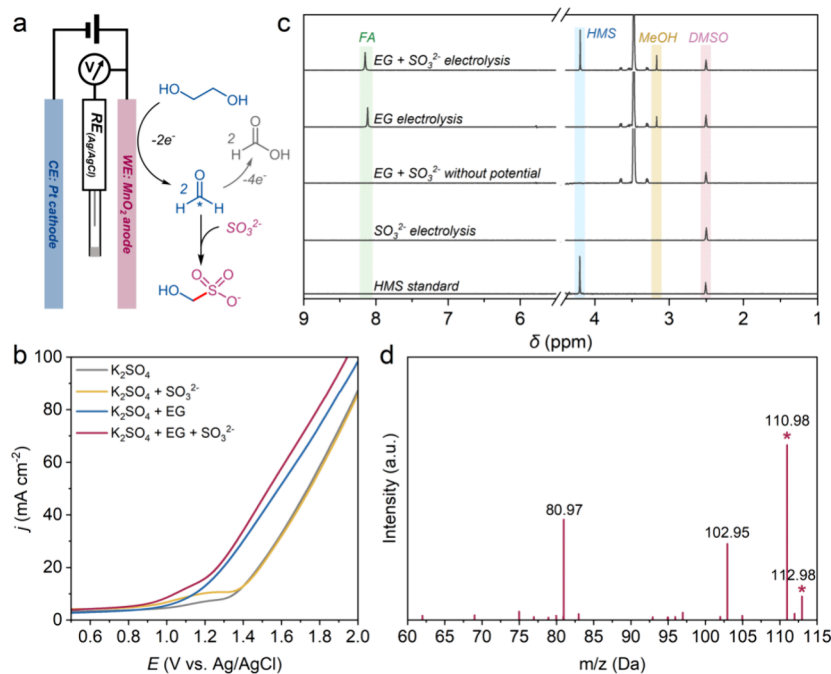 a
V
RE
(Ag/AgCl)
CE: Pt cathode
WE: MnO₂ anode
HO
OH
-2e⁻
2
O
H
OH
-4e⁻
2
O
H
H
*
SO₃²⁻
HO
O
O
S
O⁻
b
K₂SO₄
K₂SO₄ + SO₃²⁻
K₂SO₄ + EG
K₂SO₄ + EG + SO₃²⁻
100
80
60
40
20
0
j (mA cm⁻²)
0.6 0.8 1.0 1.2 1.4 1.6 1.8 2.0
E (V vs. Ag/AgCl)
c
FA
HMS
MeOH
DMSO
EG + SO₃²⁻ electrolysis
EG electrolysis
EG + SO₃²⁻ without potential
SO₃²⁻ electrolysis
HMS standard
9 8 7 6 4 3 2 1
δ (ppm)
d
110.98
*
80.97
102.95
112.98
*
Intensity (a.u.)
60 65 70 75 80 85 90 95 100 105 110 115
m/z (Da)